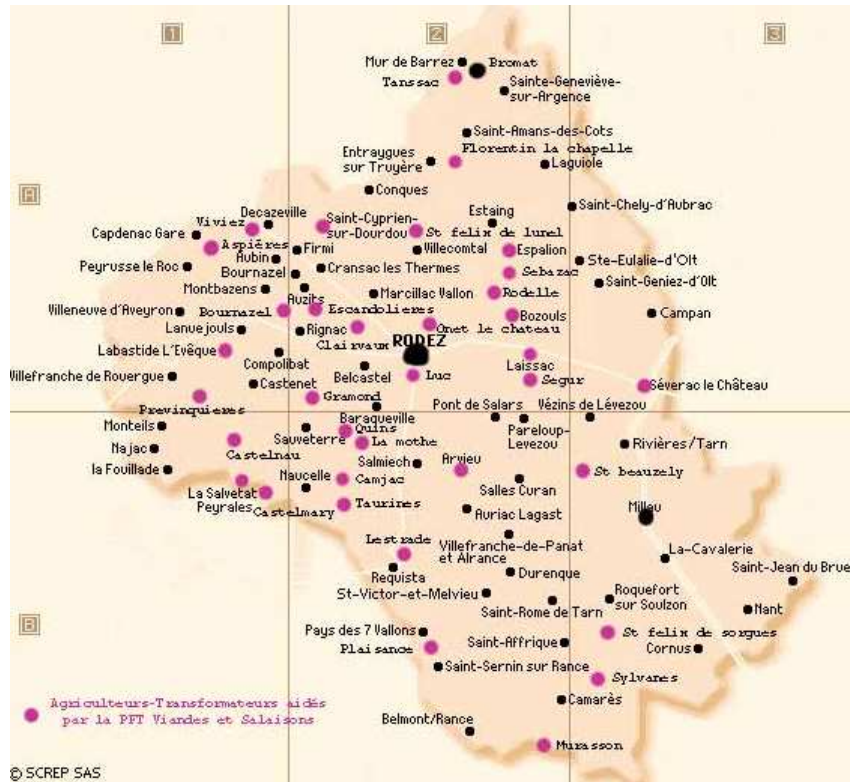 1
2
3
Mur de Barrez
Bromat
Tanssac
Sainte-Geneviève-
sur-Argence
Saint-Amans-des-Cots
Florentin la chapelle
Entraygues
sur Truyère
Laguiole
Conques
A
Saint-Chely-d'Aubrac
Decazeville
Viviez
Saint-Cyprien-
sur-Dourdou
Estaing
St felix de lunel
Capdenac Gare
Aspiéres
Firmi
Villecomtal
Espalion
Aubin
Ste-Eulalie-d'Olt
Peyrusse le Roc
Bournazel
Cransac les Thermes
Sebazac
Saint-Geniez-d'Olt
Montbazens
Auzits
Marcillac Vallon
Rodelle
Villeneuve d'Aveyron
Bournazel
Escandolieres
Bozouls
Campan
Lanuejouls
Rignac
Onet le chateau
Clairvaux
RODEZ
Labastide L'Evêque
Compolibat
Laissac
Villefranche de Rouergue
Belcastel
Luc
Segur
Castenet
Séverac le Château
Previnquieres
Gramond
Pont de Salars
Vézins de Lévezou
Baraqueville
Monteils
Sauveterre
Quins
Pareloup-
Levezou
Najac
Castelnau
La mothe
Rivières/Tarn
la Fouillade
Salmiech
Arvieu
St beauzely
Naucelle
Camjac
Salles Curan
La Salvetat
Peyrales
Castelmary
Taurines
Auriac Lagast
Millau
Lestrade
Villefranche-de-Panat
et Alrance
La-Cavalerie
Requista
Durenque
Saint-Jean du Brue
St-Victor-et-Melvieu
Saint-Rome de Tarn
Roquefort
sur Soulzon
Nant
B
Pays des 7 Vallons
St felix de sorgues
Plaisance
Saint-Affrique
Cornus
Saint-Sernin sur Rance
Sylvanes
Camarès
Agriculteurs-Transformateurs aidés
par la PFT Viandes et Salaisons
Belmont/Rance
Murasson
© SCREP SAS